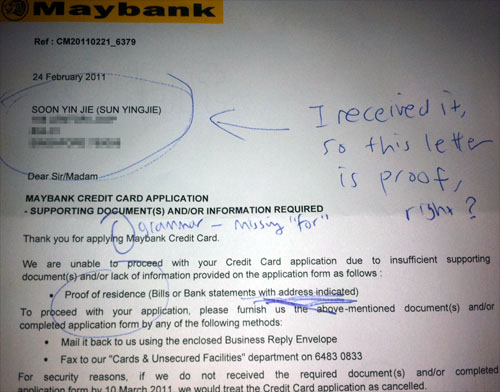 Maybank
Ref : CM20110221_6379
24 February 2011
SOON YIN JIE (SUN YINGJIE)
I received it,
so this letter
is proof,
right?
Dear Sir/Madam
MAYBANK CREDIT CARD APPLICATION
- SUPPORTING DOCUMENT(S) AND/OR INFORMATION REQUIRED
grammar - missing "for"
Thank you for applying Maybank Credit Card.
We are unable to proceed with your Credit Card application due to insufficient supporting
document(s) and/or lack of information provided on the application form as follows :
• Proof of residence (Bills or Bank statements with address indicated)
To proceed with your application, please furnish us the above-mentioned document(s) and/or
completed application form by any of the following methods:
• Mail it back to us using the enclosed Business Reply Envelope
• Fax to our "Cards & Unsecured Facilities" department on 6483 0833
For security reasons, if we do not received the required document(s) and/or completed
application form by 10 March 2011, we would treat the Credit Card application as cancelled.